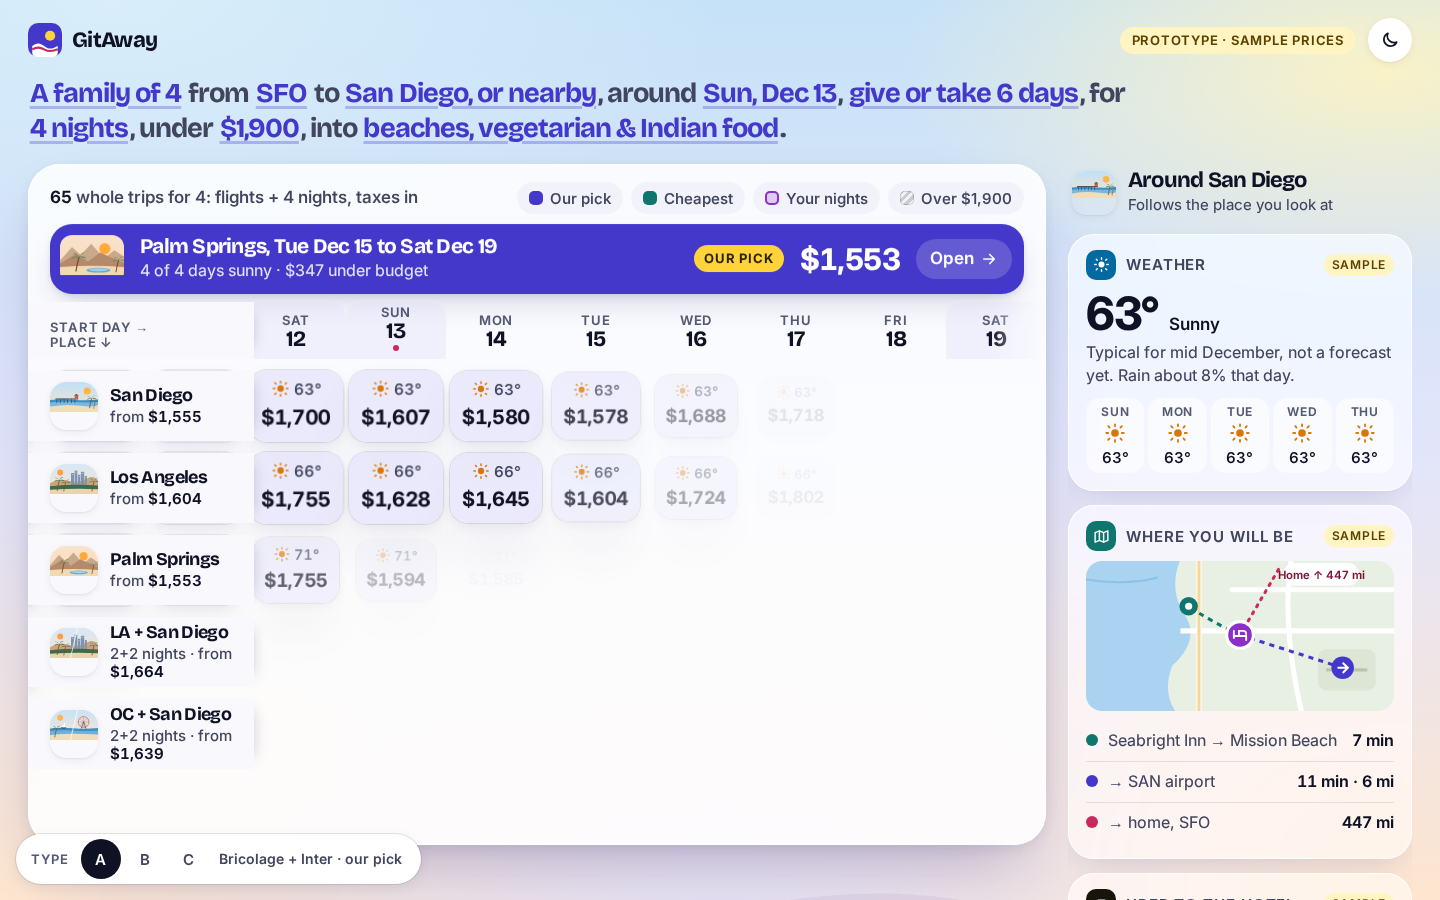 GitAway
PROTOTYPE · SAMPLE PRICES
A family of 4 from SFO to San Diego, or nearby, around Sun, Dec 13, give or take 6 days, for
4 nights, under $1,900, into beaches, vegetarian & Indian food.
65 whole trips for 4: flights + 4 nights, taxes in
Our pick
Cheapest
Your nights
Over $1,900
Palm Springs, Tue Dec 15 to Sat Dec 19
4 of 4 days sunny · $347 under budget
OUR PICK
$1,553
Open →
START DAY →
PLACE ↓
SAT 12
SUN 13
MON 14
TUE 15
WED 16
THU 17
FRI 18
SAT 19
San Diego
from $1,555
63° $1,700
63° $1,607
63° $1,580
63° $1,578
63° $1,688
63° $1,718
Los Angeles
from $1,604
66° $1,755
66° $1,628
66° $1,645
66° $1,604
66° $1,724
66° $1,802
Palm Springs
from $1,553
71° $1,755
71° $1,594
LA + San Diego
2+2 nights · from
$1,664
OC + San Diego
2+2 nights · from
$1,639
TYPE A B C Bricolage + Inter · our pick
Around San Diego
Follows the place you look at
WEATHER
SAMPLE
63° Sunny
Typical for mid December, not a forecast
yet. Rain about 8% that day.
SUN MON TUE WED THU
63° 63° 63° 63° 63°
WHERE YOU WILL BE
SAMPLE
Home ↑ 447 mi
Seabright Inn → Mission Beach 7 min
→ SAN airport 11 min · 6 mi
→ home, SFO 447 mi